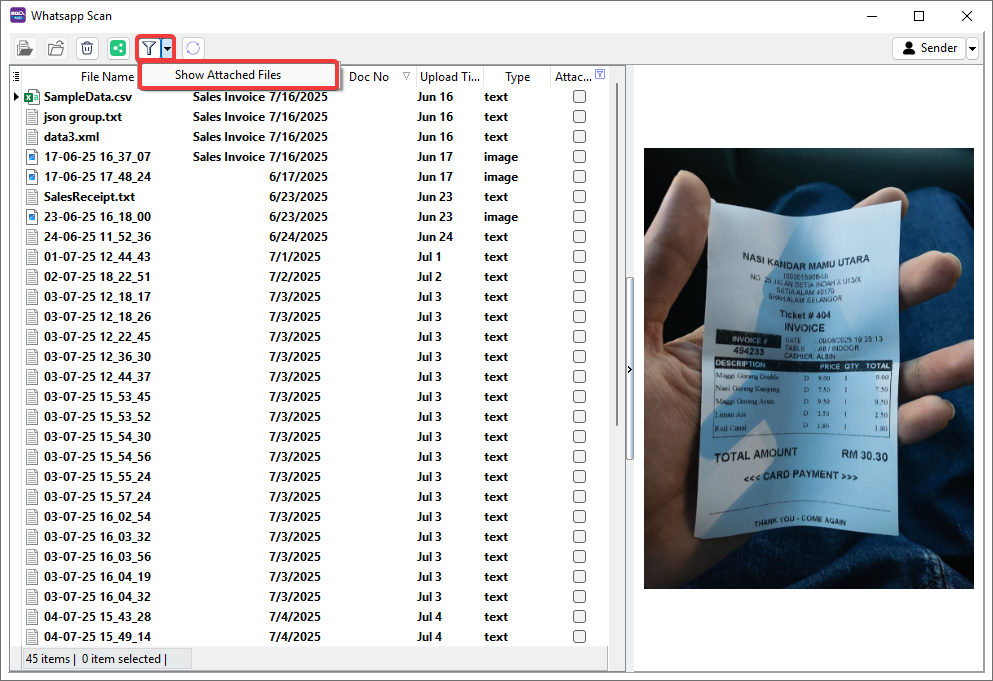 Whatsapp Scan
Sender
Show Attached Files
File Name Doc No Upload Ti... Type Attac...
SampleData.csv Sales Invoice 7/16/2025 Jun 16 text
json group.txt Sales Invoice 7/16/2025 Jun 16 text
data3.xml Sales Invoice 7/16/2025 Jun 16 text
17-06-25 16_37_07 Sales Invoice 7/16/2025 Jun 17 image
17-06-25 17_48_24 6/17/2025 Jun 17 image
SalesReceipt.txt 6/23/2025 Jun 23 text
23-06-25 16_18_00 6/23/2025 Jun 23 image
24-06-25 11_52_36 6/24/2025 Jun 24 text
01-07-25 12_44_43 7/1/2025 Jul 1 text
02-07-25 18_22_51 7/2/2025 Jul 2 text
03-07-25 12_18_17 7/3/2025 Jul 3 text
03-07-25 12_18_26 7/3/2025 Jul 3 text
03-07-25 12_22_45 7/3/2025 Jul 3 text
03-07-25 12_36_30 7/3/2025 Jul 3 text
03-07-25 12_44_37 7/3/2025 Jul 3 text
03-07-25 15_53_45 7/3/2025 Jul 3 text
03-07-25 15_53_52 7/3/2025 Jul 3 text
03-07-25 15_54_30 7/3/2025 Jul 3 text
03-07-25 15_54_56 7/3/2025 Jul 3 text
03-07-25 15_55_24 7/3/2025 Jul 3 text
03-07-25 15_57_24 7/3/2025 Jul 3 text
03-07-25 16_02_54 7/3/2025 Jul 3 text
03-07-25 16_03_32 7/3/2025 Jul 3 text
03-07-25 16_03_56 7/3/2025 Jul 3 text
03-07-25 16_04_19 7/3/2025 Jul 3 text
03-07-25 16_04_32 7/3/2025 Jul 3 text
04-07-25 15_43_28 7/4/2025 Jul 4 text
04-07-25 15_49_14 7/4/2025 Jul 4 text
45 items | 0 item selected |
NASI KANDAR MAMU UTARA
NO. 23 JALAN SETIA INDAH X U13/X
SETIA ALAM 40170
SHAH ALAM SELANGOR
Ticket # 404
INVOICE
INVOICE # DATE
494233 TABLE : A6 / INDOOR
CASHIER: ALBIN
DESCRIPTION PRICE QTY TOTAL
Maggi Goreng Double D 9.00 1 9.00
Nasi Goreng Kampung D 7.50 1 7.50
Maggi Goreng Ayam D 9.50 1 9.50
Limau Ais D 2.50 1 2.50
Roti Canai D 1.80 1 1.80
TOTAL AMOUNT RM 30.30
<<< CARD PAYMENT >>>
THANK YOU - COME AGAIN